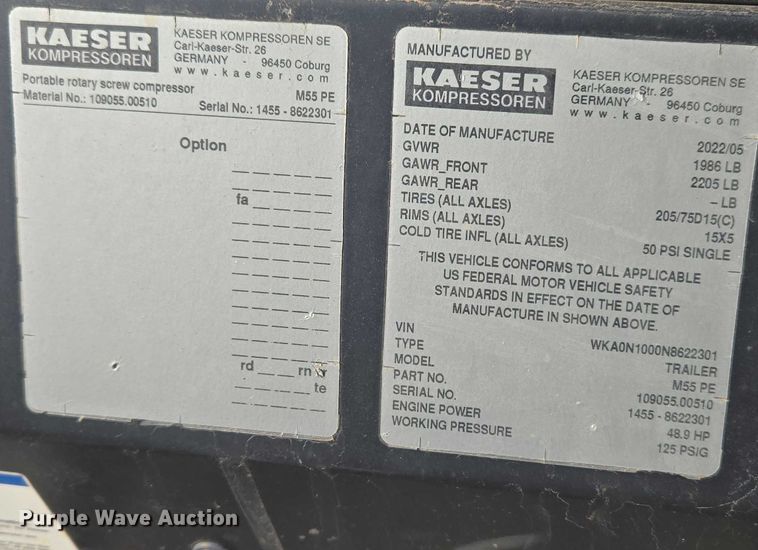 KAESER
KOMPRESSOREN
KAESER KOMPRESSOREN SE
Carl-Kaeser-Str. 26
GERMANY - 96450 Coburg
www.kaeser.com
Portable rotary screw compressor M55 PE
Material No.: 109055.00510 Serial No.: 1455 - 8622301
Option
fa
rd rn
te
MANUFACTURED BY
KAESER
KOMPRESSOREN
KAESER KOMPRESSOREN SE
Carl-Kaeser-Str. 26
GERMANY - 96450 Coburg
www.kaeser.com
DATE OF MANUFACTURE 2022/05
GVWR 1986 LB
GAWR_FRONT 2205 LB
GAWR_REAR – LB
TIRES (ALL AXLES) 205/75D15(C)
RIMS (ALL AXLES) 15X5
COLD TIRE INFL (ALL AXLES) 50 PSI SINGLE
THIS VEHICLE CONFORMS TO ALL APPLICABLE
US FEDERAL MOTOR VEHICLE SAFETY
STANDARDS IN EFFECT ON THE DATE OF
MANUFACTURE IN SHOWN ABOVE.
VIN WKA0N1000N8622301
TYPE TRAILER
MODEL M55 PE
PART NO. 109055.00510
SERIAL NO. 1455 - 8622301
ENGINE POWER 48.9 HP
WORKING PRESSURE 125 PS/G
Purple Wave Auction